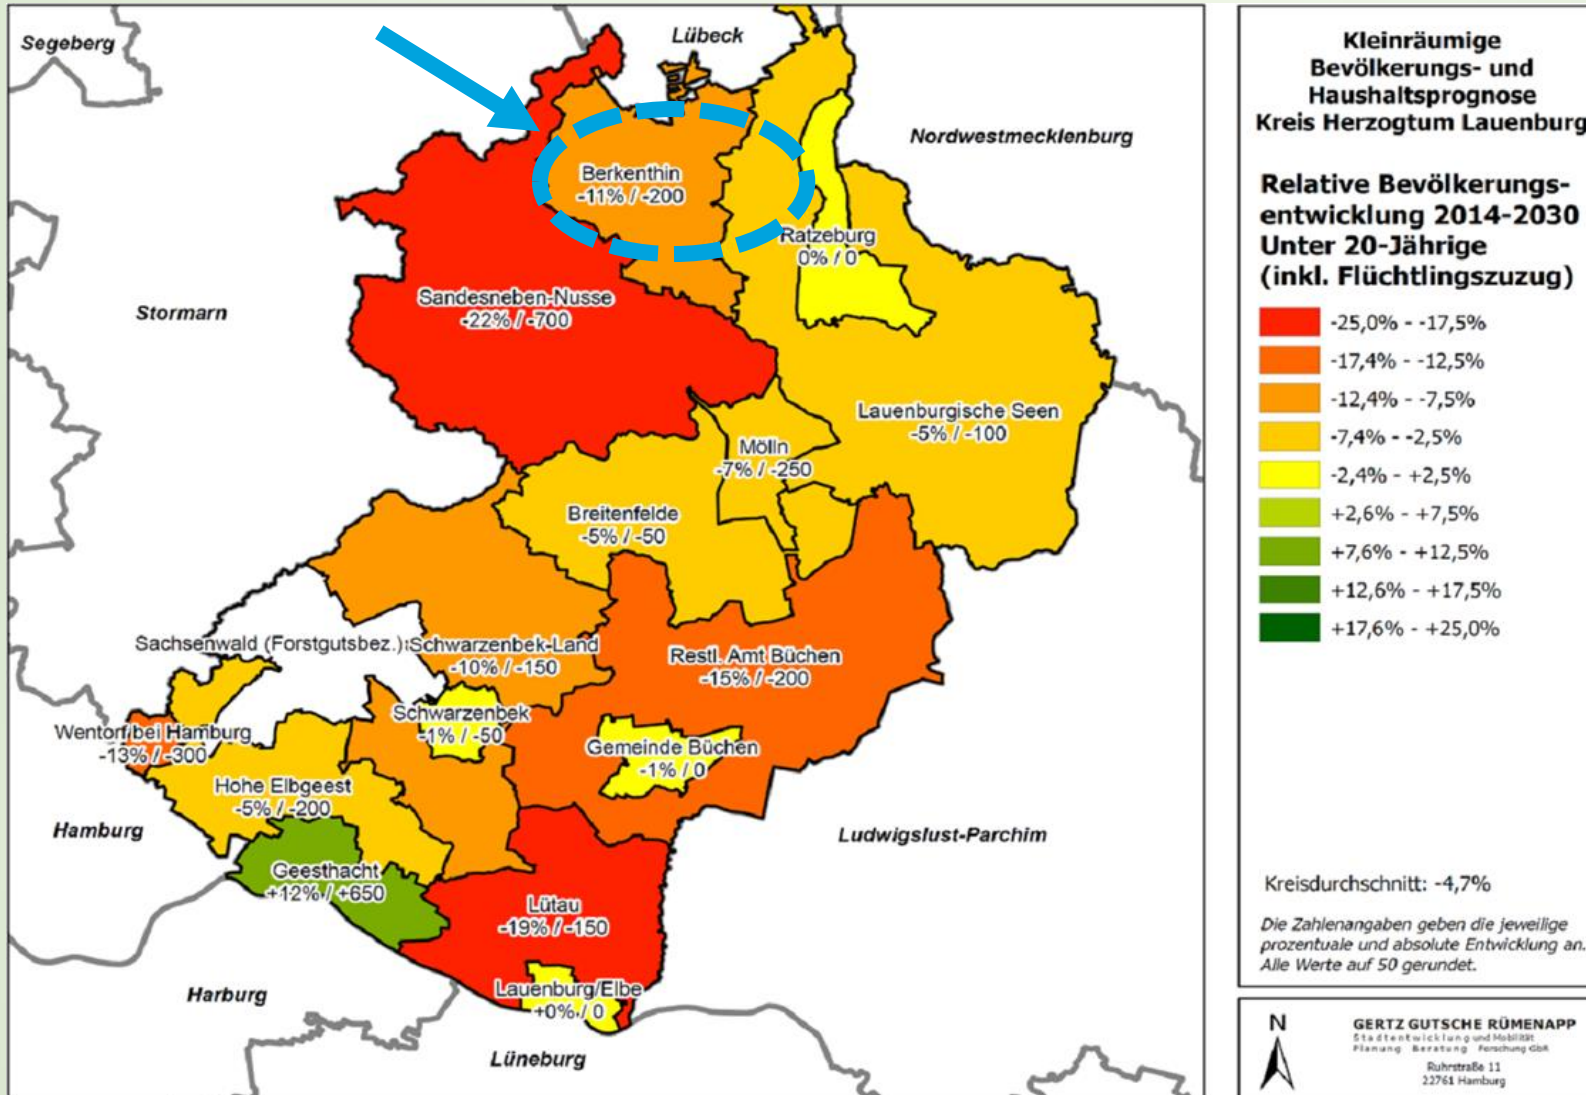 Segeberg
Lübeck
Nordwestmecklenburg
Berkenthin
-11% / -200
Ratzeburg
0% / 0
Stormarn
Sandesneben-Nusse
-22% / -700
Lauenburgische Seen
-5% / -100
Mölln
-7% / -250
Breitenfelde
-5% / -50
Sachsenwald (Forstgutsbez.)
Schwarzenbek-Land
-10% / -150
Restl. Amt Büchen
-15% / -200
Schwarzenbek
-1% / -50
Wentorf bei Hamburg
-13% / -300
Gemeinde Büchen
-1% / 0
Hohe Elbgeest
-5% / -200
Hamburg
Ludwigslust-Parchim
Geesthacht
+12% / +650
Lütau
-19% / -150
Harburg
Lauenburg/Elbe
+0% / 0
Lüneburg
Kleinräumige
Bevölkerungs- und
Haushaltsprognose
Kreis Herzogtum Lauenburg
Relative Bevölkerungs-
entwicklung 2014-2030
Unter 20-Jährige
(inkl. Flüchtlingszuzug)
-25,0% - -17,5%
-17,4% - -12,5%
-12,4% - -7,5%
-7,4% - -2,5%
-2,4% - +2,5%
+2,6% - +7,5%
+7,6% - +12,5%
+12,6% - +17,5%
+17,6% - +25,0%
Kreisdurchschnitt: -4,7%
Die Zahlenangaben geben die jeweilige
prozentuale und absolute Entwicklung an.
Alle Werte auf 50 gerundet.
N
GERTZ GUTSCHE RÜMENAPP
Stadtentwicklung und Mobilität
Planung Beratung Forschung GbR
Ruhrstraße 11
22761 Hamburg